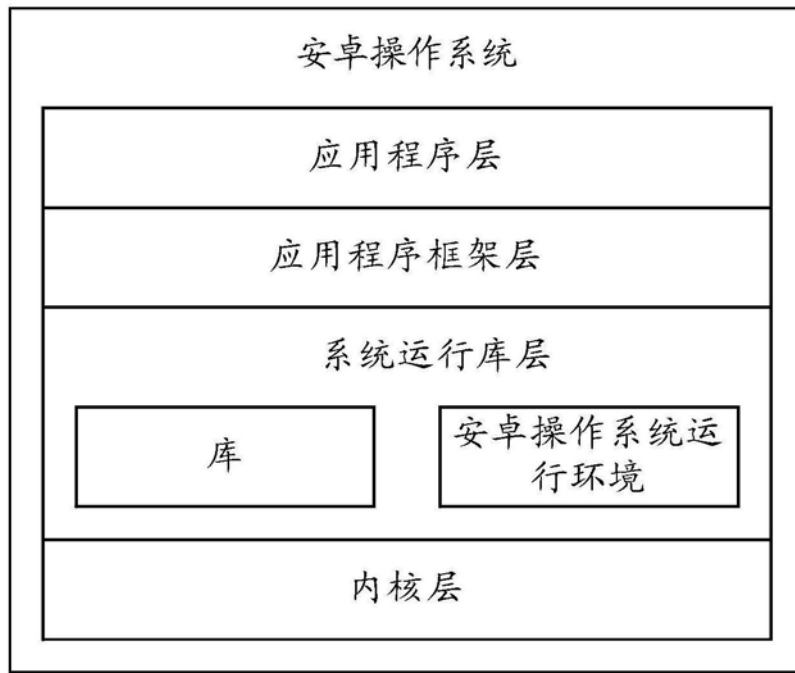 安卓操作系统
应用程序层
应用程序框架层
系统运行库层
库
安卓操作系统运
行环境
内核层